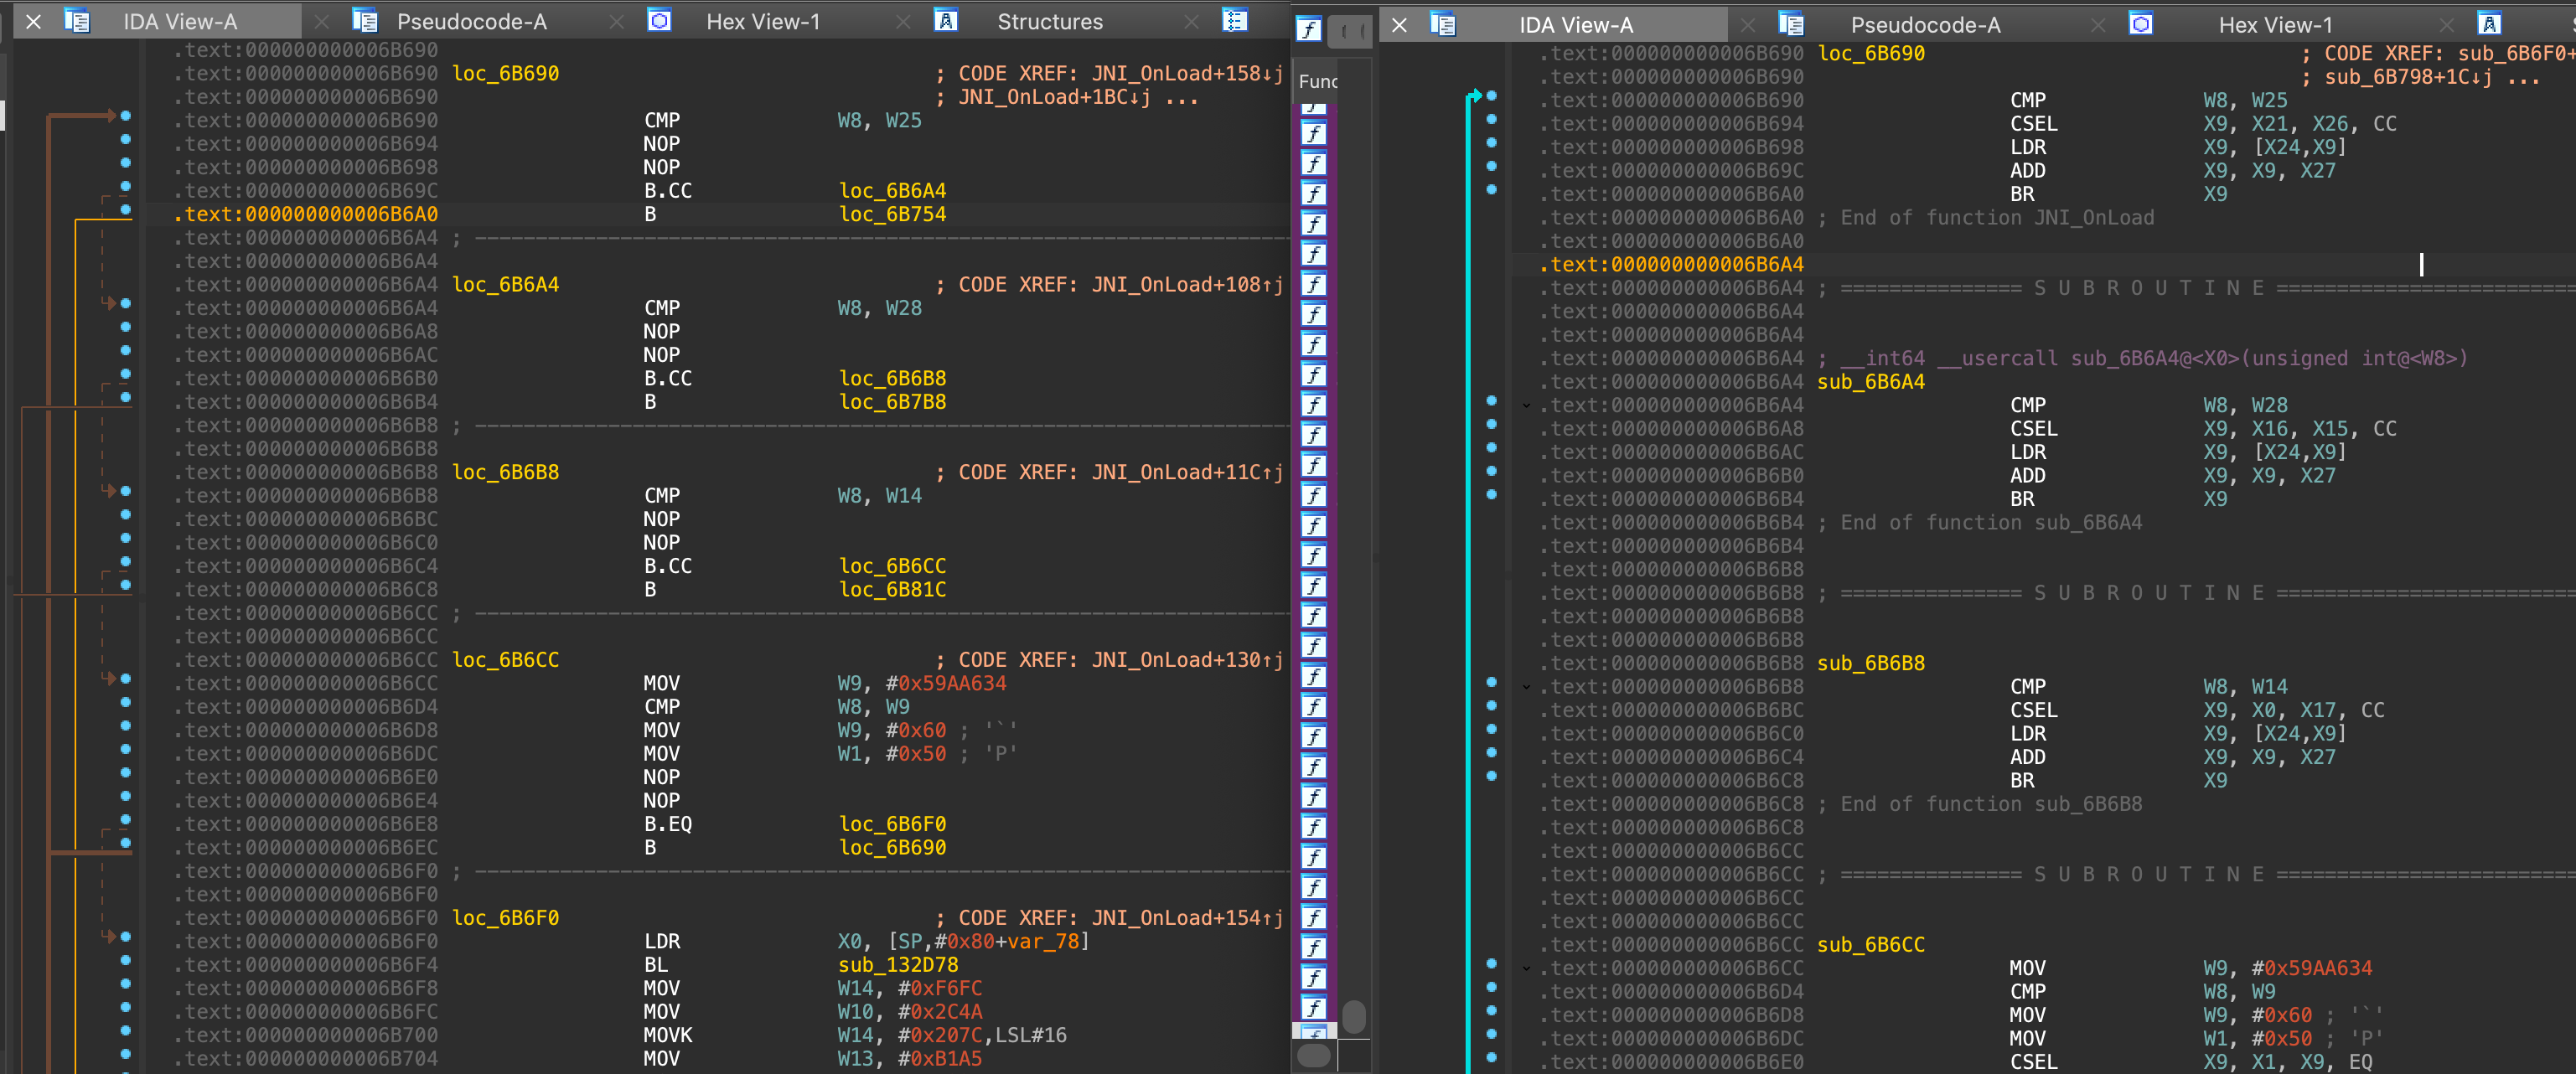 IDA View-A Pseudocode-A Hex View-1 Structures
.text:000000000006B690
.text:000000000006B690 loc_6B690 ; CODE XREF: JNI_OnLoad+158↓j
.text:000000000006B690 ; JNI_OnLoad+1BC↓j ...
.text:000000000006B690 CMP W8, W25
.text:000000000006B694 NOP
.text:000000000006B698 NOP
.text:000000000006B69C B.CC loc_6B6A4
.text:000000000006B6A0 B loc_6B754
.text:000000000006B6A4 ; ---------------------------------------------------------------------------
.text:000000000006B6A4
.text:000000000006B6A4 loc_6B6A4 ; CODE XREF: JNI_OnLoad+108↑j
.text:000000000006B6A4 CMP W8, W28
.text:000000000006B6A8 NOP
.text:000000000006B6AC NOP
.text:000000000006B6B0 B.CC loc_6B6B8
.text:000000000006B6B4 B loc_6B7B8
.text:000000000006B6B8 ; ---------------------------------------------------------------------------
.text:000000000006B6B8
.text:000000000006B6B8 loc_6B6B8 ; CODE XREF: JNI_OnLoad+11C↑j
.text:000000000006B6B8 CMP W8, W14
.text:000000000006B6BC NOP
.text:000000000006B6C0 NOP
.text:000000000006B6C4 B.CC loc_6B6CC
.text:000000000006B6C8 B loc_6B81C
.text:000000000006B6CC ; ---------------------------------------------------------------------------
.text:000000000006B6CC
.text:000000000006B6CC loc_6B6CC ; CODE XREF: JNI_OnLoad+130↑j
.text:000000000006B6CC MOV W9, #0x59AA634
.text:000000000006B6D4 CMP W8, W9
.text:000000000006B6D8 MOV W9, #0x60 ; '`'
.text:000000000006B6DC MOV W1, #0x50 ; 'P'
.text:000000000006B6E0 NOP
.text:000000000006B6E4 NOP
.text:000000000006B6E8 B.EQ loc_6B6F0
.text:000000000006B6EC B loc_6B690
.text:000000000006B6F0 ; ---------------------------------------------------------------------------
.text:000000000006B6F0
.text:000000000006B6F0 loc_6B6F0 ; CODE XREF: JNI_OnLoad+154↑j
.text:000000000006B6F0 LDR X0, [SP,#0x80+var_78]
.text:000000000006B6F4 BL sub_132D78
.text:000000000006B6F8 MOV W14, #0xF6FC
.text:000000000006B6FC MOV W10, #0x2C4A
.text:000000000006B700 MOVK W14, #0x207C,LSL#16
.text:000000000006B704 MOV W13, #0xB1A5
Func
IDA View-A Pseudocode-A Hex View-1
.text:000000000006B690 loc_6B690 ; CODE XREF: sub_6B6F0+
.text:000000000006B690 ; sub_6B798+1C↓j ...
.text:000000000006B690 CMP W8, W25
.text:000000000006B694 CSEL X9, X21, X26, CC
.text:000000000006B698 LDR X9, [X24,X9]
.text:000000000006B69C ADD X9, X9, X27
.text:000000000006B6A0 BR X9
.text:000000000006B6A0 ; End of function JNI_OnLoad
.text:000000000006B6A0
.text:000000000006B6A4
.text:000000000006B6A4 ; =============== S U B R O U T I N E =======================================
.text:000000000006B6A4
.text:000000000006B6A4
.text:000000000006B6A4 ; __int64 __usercall sub_6B6A4@<X0>(unsigned int@<W8>)
.text:000000000006B6A4 sub_6B6A4
.text:000000000006B6A4 CMP W8, W28
.text:000000000006B6A8 CSEL X9, X16, X15, CC
.text:000000000006B6AC LDR X9, [X24,X9]
.text:000000000006B6B0 ADD X9, X9, X27
.text:000000000006B6B4 BR X9
.text:000000000006B6B4 ; End of function sub_6B6A4
.text:000000000006B6B4
.text:000000000006B6B8
.text:000000000006B6B8 ; =============== S U B R O U T I N E =======================================
.text:000000000006B6B8
.text:000000000006B6B8
.text:000000000006B6B8 sub_6B6B8
.text:000000000006B6B8 CMP W8, W14
.text:000000000006B6BC CSEL X9, X0, X17, CC
.text:000000000006B6C0 LDR X9, [X24,X9]
.text:000000000006B6C4 ADD X9, X9, X27
.text:000000000006B6C8 BR X9
.text:000000000006B6C8 ; End of function sub_6B6B8
.text:000000000006B6C8
.text:000000000006B6CC
.text:000000000006B6CC ; =============== S U B R O U T I N E =======================================
.text:000000000006B6CC
.text:000000000006B6CC
.text:000000000006B6CC sub_6B6CC
.text:000000000006B6CC MOV W9, #0x59AA634
.text:000000000006B6D4 CMP W8, W9
.text:000000000006B6D8 MOV W9, #0x60 ; '`'
.text:000000000006B6DC MOV W1, #0x50 ; 'P'
.text:000000000006B6E0 CSEL X9, X1, X9, EQ